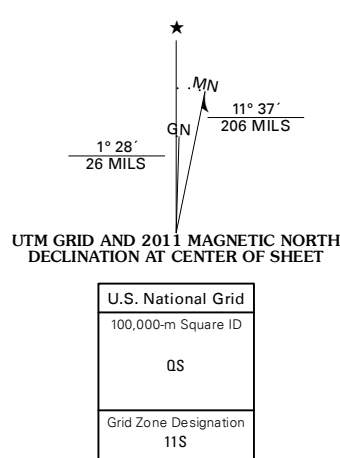 ★
MN
11° 37´
206 MILS
GN
1° 28´
26 MILS
UTM GRID AND 2011 MAGNETIC NORTH
DECLINATION AT CENTER OF SHEET
U.S. National Grid
100,000-m Square ID
QS
Grid Zone Designation
11S